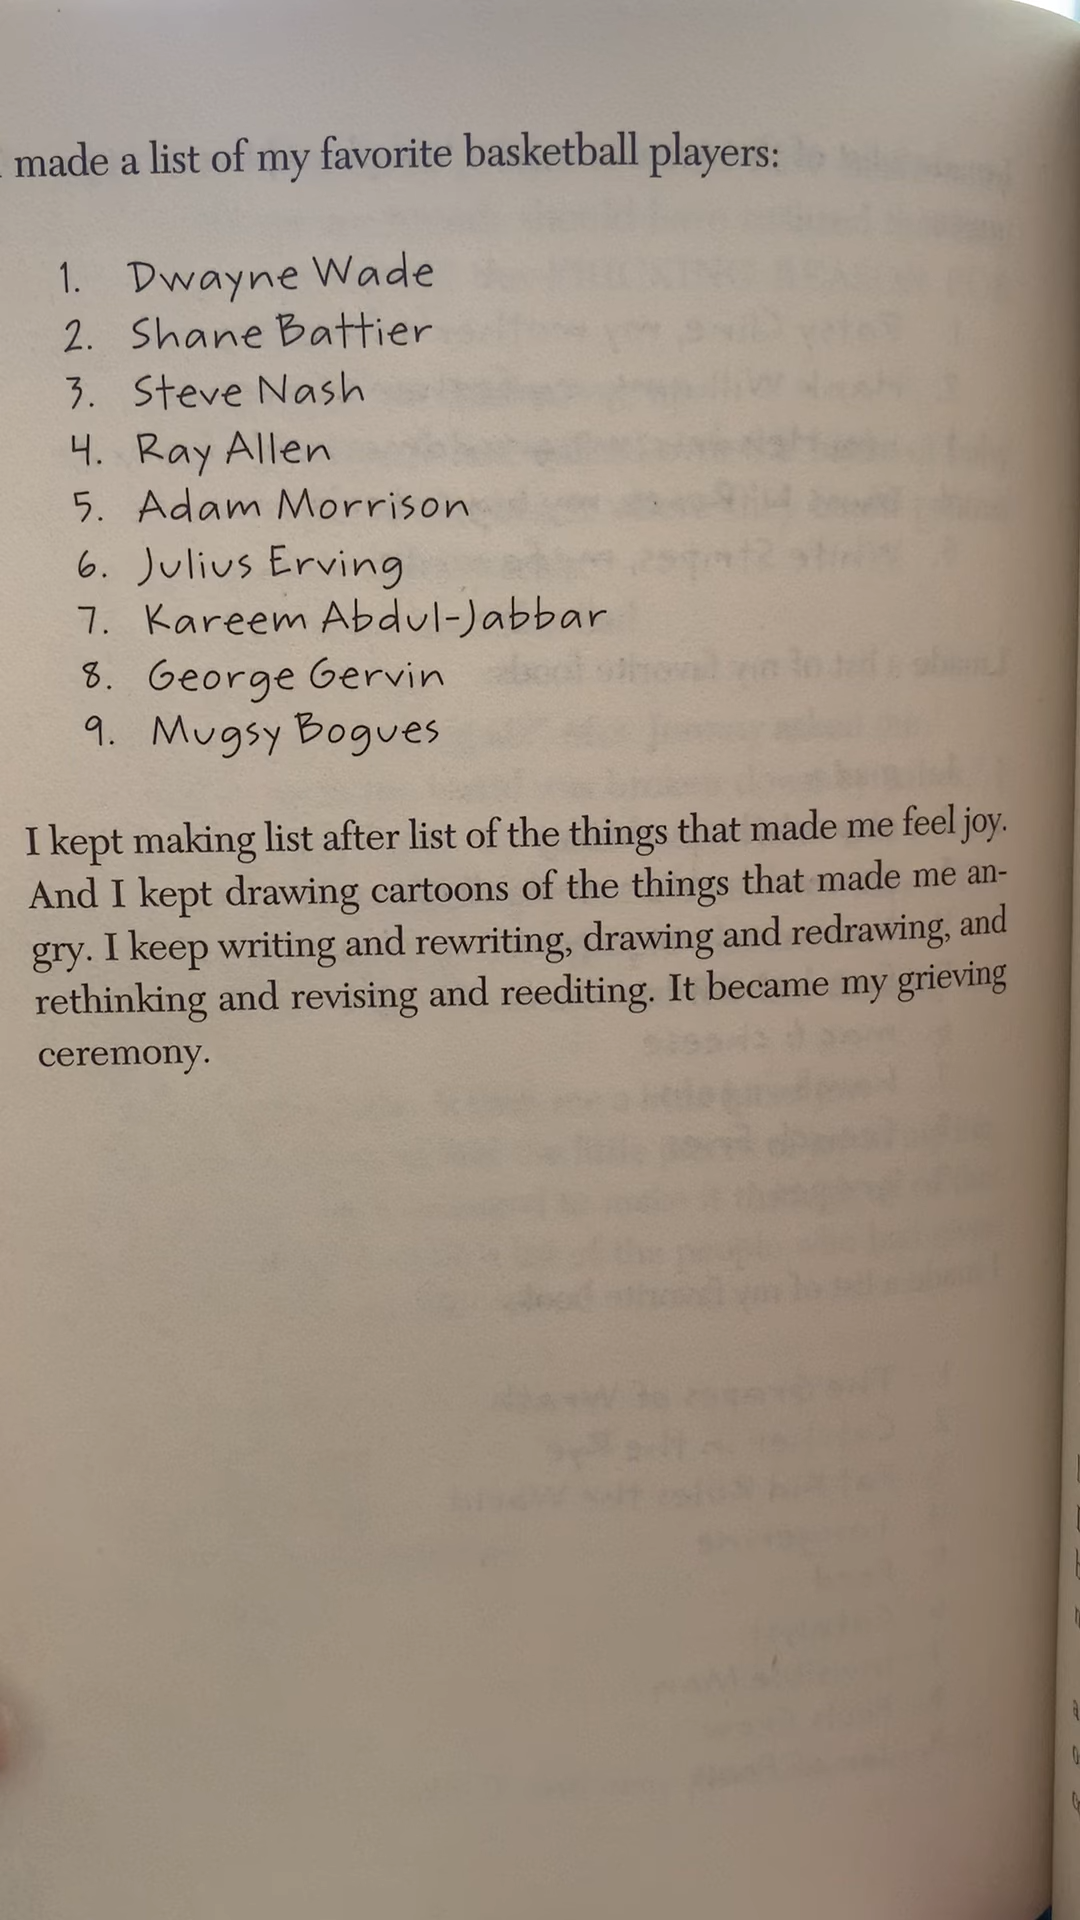 made a list of my favorite basketball players:
1. Dwayne Wade
2. Shane Battier
3. Steve Nash
4. Ray Allen
5. Adam Morrison
6. Julius Erving
7. Kareem Abdul-Jabbar
8. George Gervin
9. Mugsy Bogues
I kept making list after list of the things that made me feel joy.
And I kept drawing cartoons of the things that made me an-
gry. I keep writing and rewriting, drawing and redrawing, and
rethinking and revising and reediting. It became my grieving
ceremony.